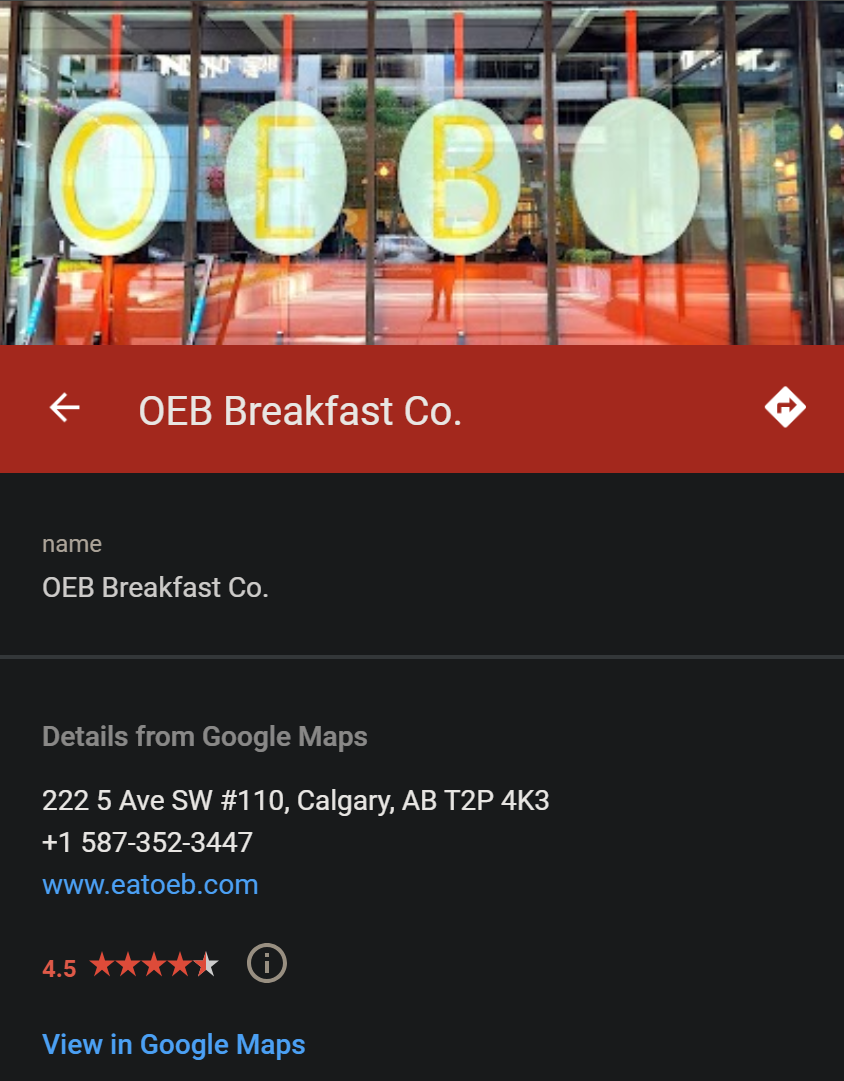 OEB
OEB Breakfast Co.
name
OEB Breakfast Co.
Details from Google Maps
222 5 Ave SW #110, Calgary, AB T2P 4K3
+1 587-352-3447
www.eatoeb.com
4.5
View in Google Maps